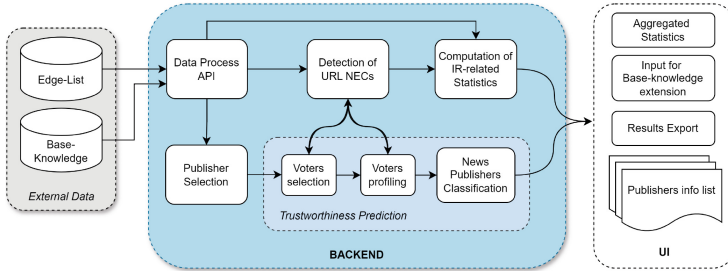 Edge-List
Base-
Knowledge
External Data
Data Process
API
Detection of
URL NECs
Computation of
IR-related
Statistics
Publisher
Selection
Voters
selection
Voters
profiling
News
Publishers
Classification
Trustworthiness Prediction
BACKEND
Aggregated
Statistics
Input for
Base-knowledge
extension
Results Export
Publishers info list
UI